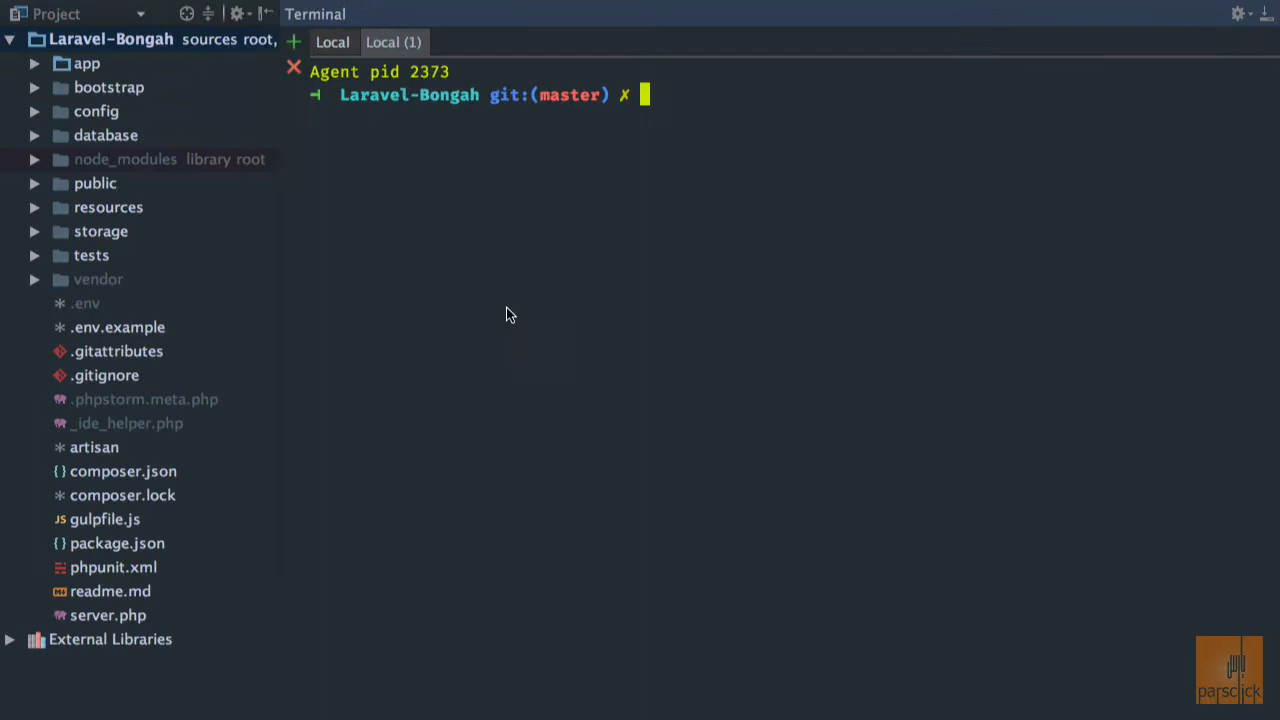 Project
Terminal
Laravel-Bongah sources root,
Local
Local (1)
app
Agent pid 2373
bootstrap
Laravel-Bongah git:(master) ✗
config
database
node_modules library root
public
resources
storage
tests
vendor
.env
.env.example
.gitattributes
.gitignore
.phpstorm.meta.php
_ide_helper.php
artisan
composer.json
composer.lock
gulpfile.js
package.json
phpunit.xml
readme.md
server.php
External Libraries
parsclick